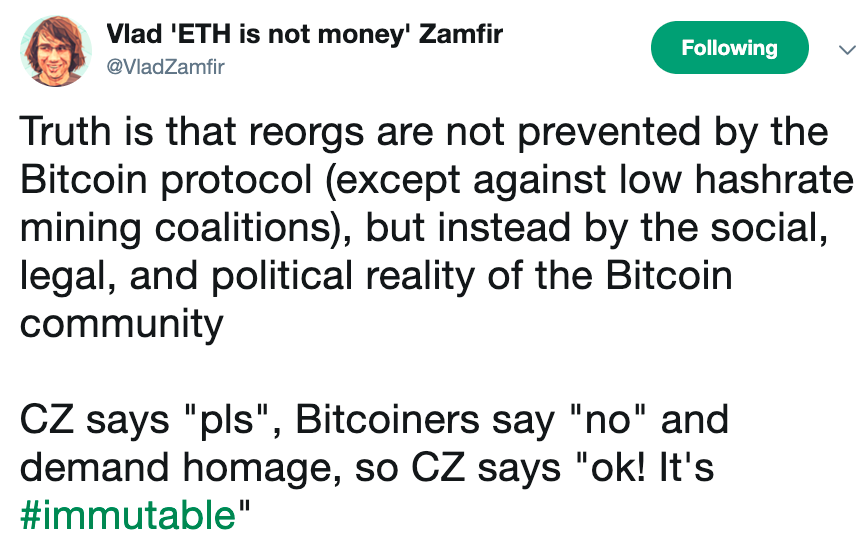 Vlad 'ETH is not money' Zamfir
@VladZamfir
Following
Truth is that reorgs are not prevented by the
Bitcoin protocol (except against low hashrate
mining coalitions), but instead by the social,
legal, and political reality of the Bitcoin
community
CZ says "pls", Bitcoiners say "no" and
demand homage, so CZ says "ok! It's
#immutable"